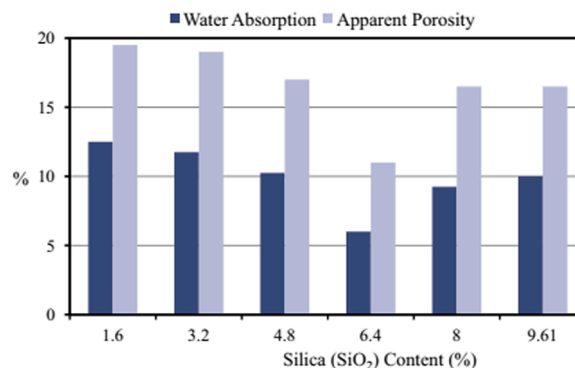 Water Absorption Apparent Porosity
20
15
%
10
5
0
1.6 3.2 4.8 6.4 8 9.61
Silica (SiO₂) Content (%)